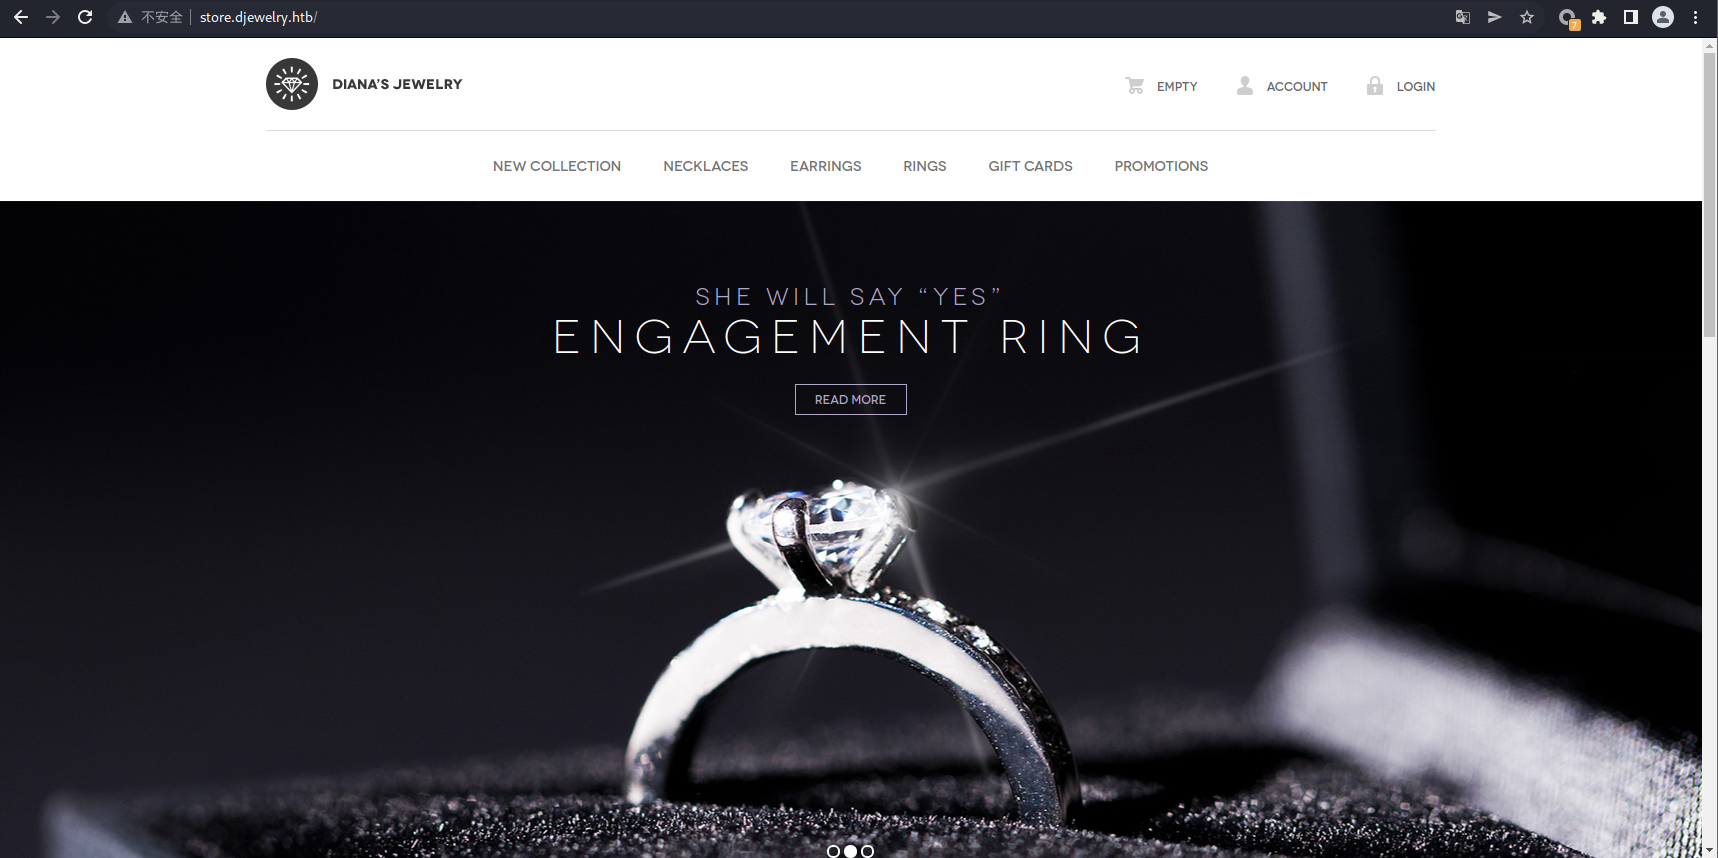 不安全 store.djewelry.htb/
7
DIANA'S JEWELRY
EMPTY ACCOUNT LOGIN
NEW COLLECTION NECKLACES EARRINGS RINGS GIFT CARDS PROMOTIONS
SHE WILL SAY “YES”
ENGAGEMENT RING
READ MORE